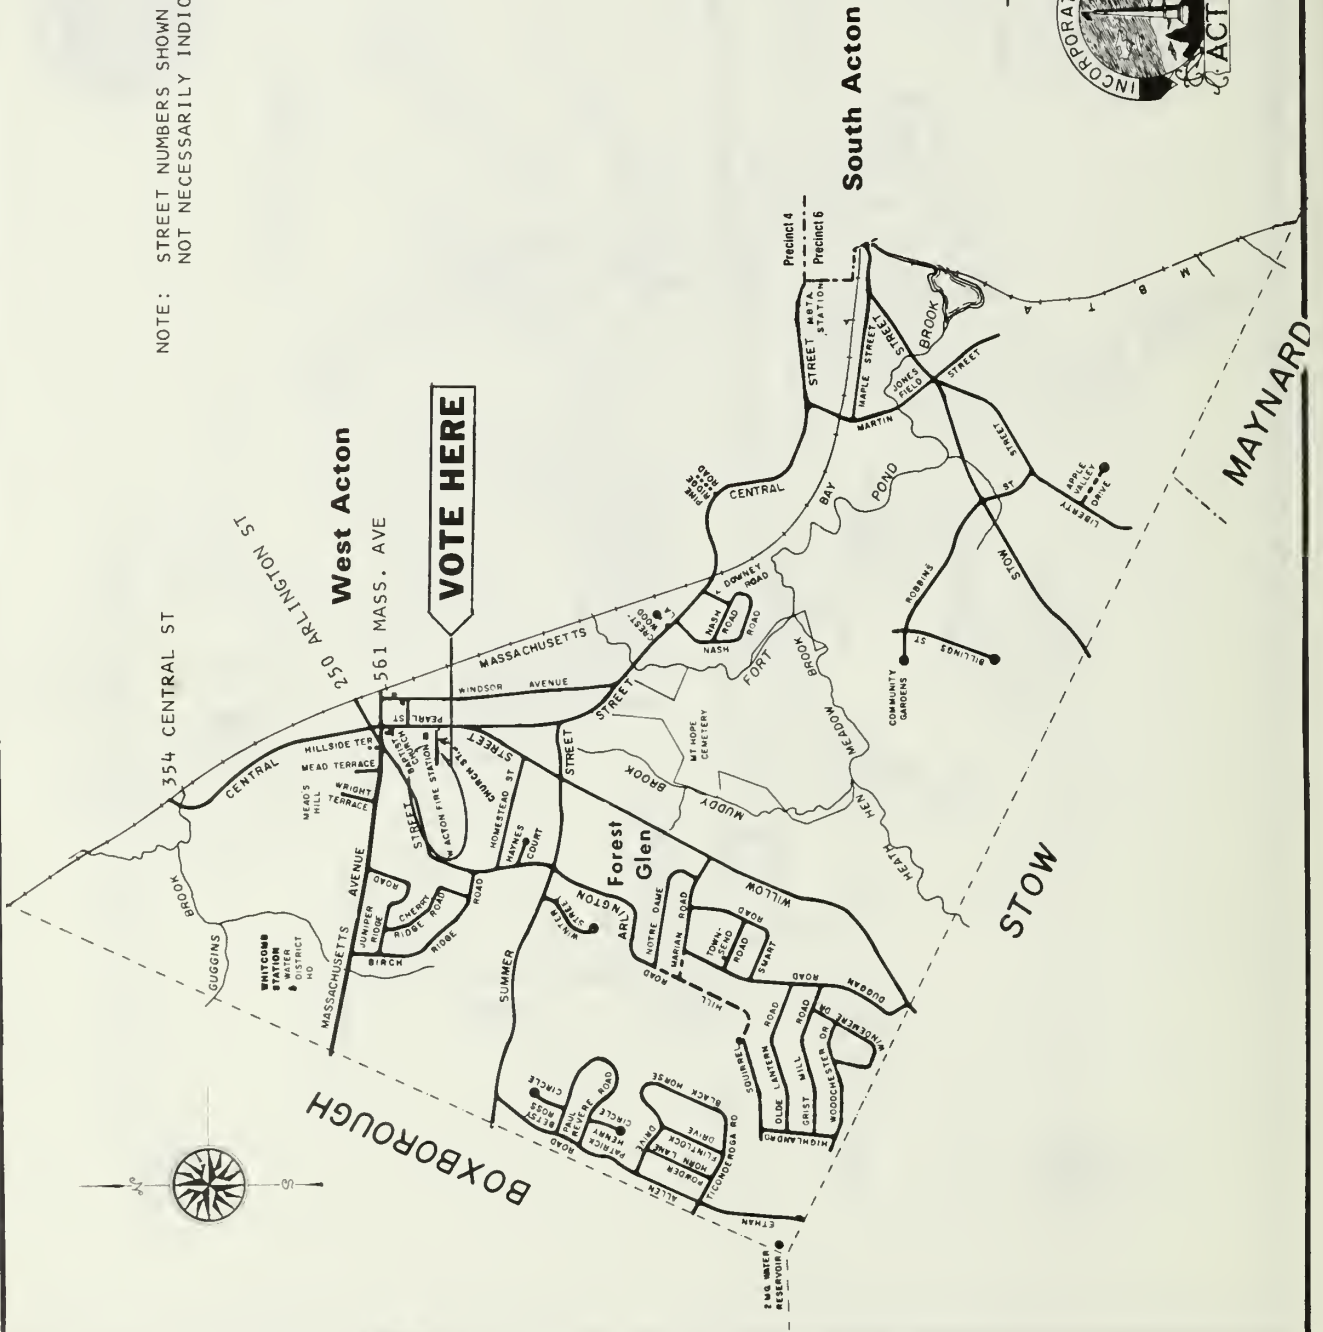 NOTE: STREET NUMBERS SHOWN
NOT NECESSARILY INDIC
INCORPORAT
ACT
South Acton
Precinct 4
Precinct 6
West Acton
VOTE HERE
354 CENTRAL ST
250 ARLINGTON ST
561 MASS. AVE
STREET
MBTA
STATION
MAPLE STREET
STREET
BROOK
JONES
FIELD
STREET
MARTIN
M
B
T
A
MAYNARD
PINE
RIDGE
ROAD
CENTRAL
BAY
POND
STREET
ST
APPLE
VALLEY
DRIVE
LIBERTY
STOW
ROBBINS
BILLINGS
ST
COMMUNITY
GARDENS
DOWNEY
ROAD
NASH
ROAD
NASH
ROAD
CREST-
WOOD
LA
FORT
BROOK
MEADOW
HEN
HEATH
MASSACHUSETTS
WINDSOR AVENUE
STREET
PEARL ST
CENTRAL
HILLSIDE TER
MEAD TERRACE
MEAD'S
HILL
WRIGHT
TERRACE
BAPTIST
CHURCH
W ACTON FIRE STATION
CHURCH ST.
STREET
STREET
HOMESTEAD ST
HAYNES
COURT
STREET
MT HOPE
CEMETERY
BROOK
MUDDY
Forest
Glen
BROOK
GUGGINS
WHITCOMB
STATION
& WATER
DISTRICT
HQ
MASSACHUSETTS
AVENUE
JUNIPER
RIDGE
ROAD
CHERRY
RIDGE
ROAD
BIRCH
RIDGE
ROAD
SUMMER
WINTER
STREET
ARLINGTON
ARL
NOTRE DAME
ROAD
MARIAN ROAD
TOWN-
SEND
ROAD
SMART
ROAD
WILLOW
HILL
SQUIRREL
ROAD
DUGGAN
OLDE LANTERN ROAD
GRIST MILL ROAD
WOODCHESTER DR
WINDEMERE DR
HIGHLAND RD
STOW
BOXBOROUGH
BETSY
ROSS
CIRCLE
PAUL
REVERE
ROAD
PATRICK
HENRY
CIRCLE
ROAD
BLACK HORSE
DRIVE
FLINTLOCK
DRIVE
POWDER
HORN LANE
TICONDEROGA RD
ALLEN
ETHAN
2 MG. WATER
RESERVOIR
S